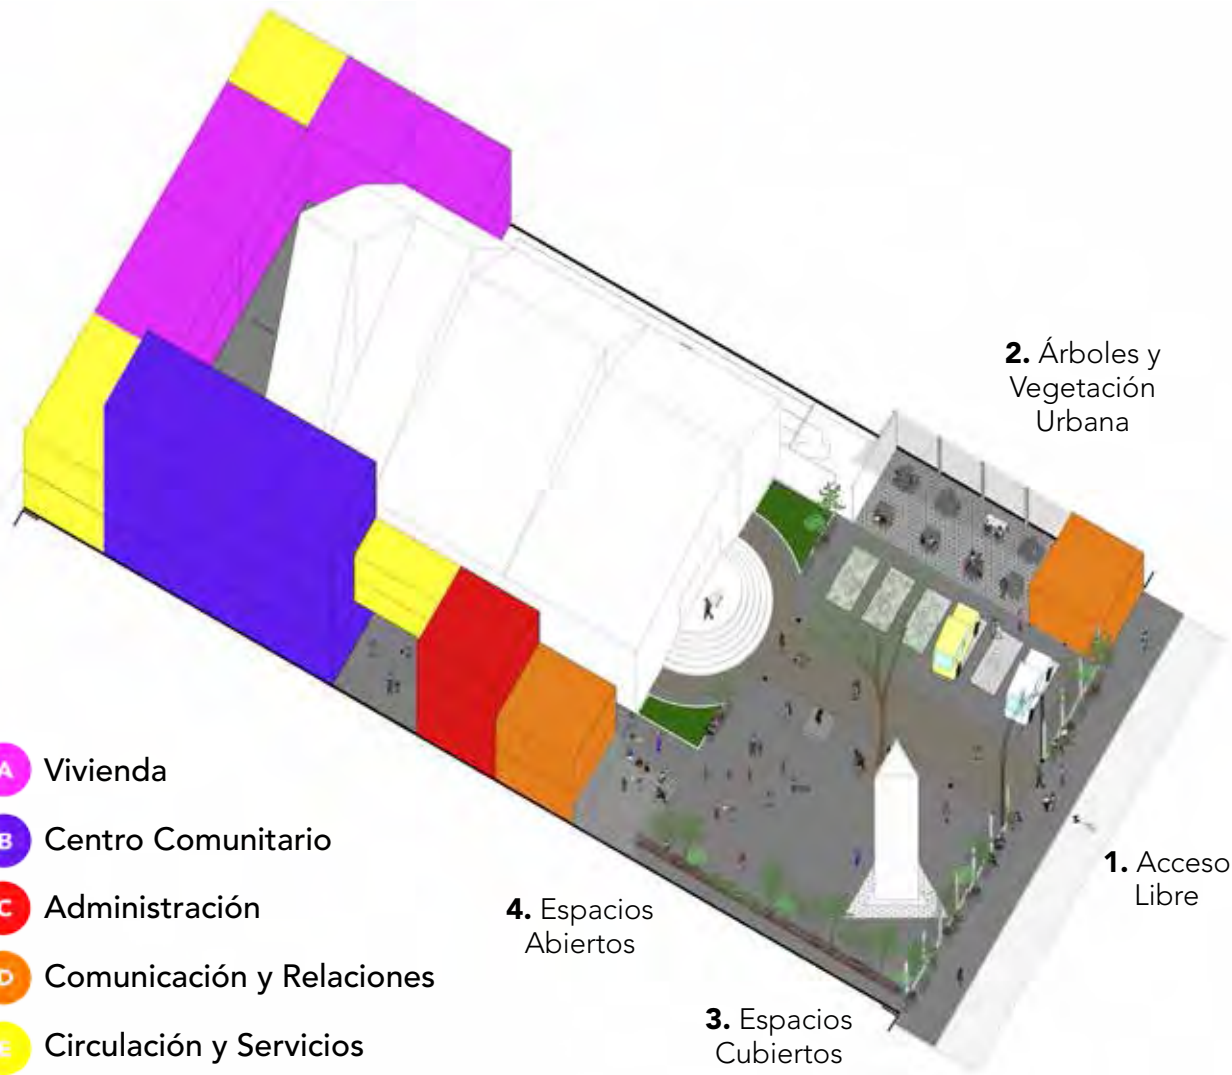 2. Árboles y
Vegetación
Urbana
1. Acceso
Libre
4. Espacios
Abiertos
3. Espacios
Cubiertos
A Vivienda
B Centro Comunitario
C Administración
D Comunicación y Relaciones
E Circulación y Servicios